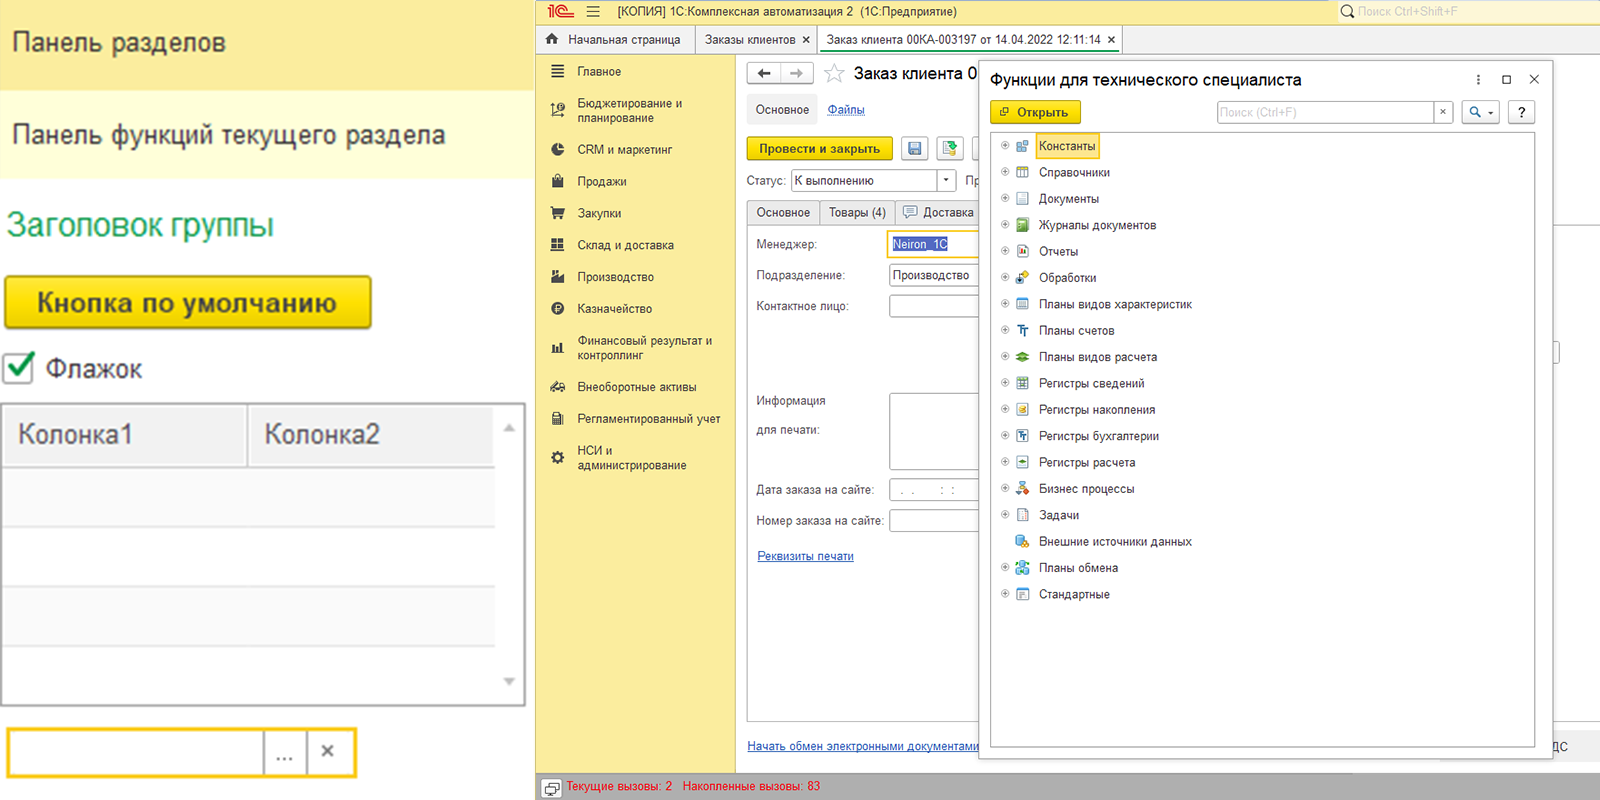 Панель разделов
Панель функций текущего раздела
Заголовок группы
Кнопка по умолчанию
Флажок
Колонка1 Колонка2
...
1С [КОПИЯ] 1С:Комплексная автоматизация 2 (1С:Предприятие)
Поиск Ctrl+Shift+F
Начальная страница
Заказы клиентов ×
Заказ клиента 00КА-003197 от 14.04.2022 12:11:14 ×
Главное
Бюджетирование и
планирование
CRM и маркетинг
Продажи
Закупки
Склад и доставка
Производство
Казначейство
Финансовый результат и
контроллинг
Внеоборотные активы
Регламентированный учет
НСИ и
администрирование
Заказ клиента 0
Основное Файлы
Провести и закрыть
Статус: К выполнению Пр
Основное Товары (4) Доставка
Менеджер: Neiron_1C
Подразделение: Производство
Контактное лицо:
Информация
для печати:
Дата заказа на сайте: . . : :
Номер заказа на сайте:
Реквизиты печати
Начать обмен электронными документами
Функции для технического специалиста
Открыть
Поиск (Ctrl+F) × ?
Константы
Справочники
Документы
Журналы документов
Отчеты
Обработки
Планы видов характеристик
Планы счетов
Планы видов расчета
Регистры сведений
Регистры накопления
Регистры бухгалтерии
Регистры расчета
Бизнес процессы
Задачи
Внешние источники данных
Планы обмена
Стандартные
ДС
Текущие вызовы: 2 Накопленные вызовы: 83